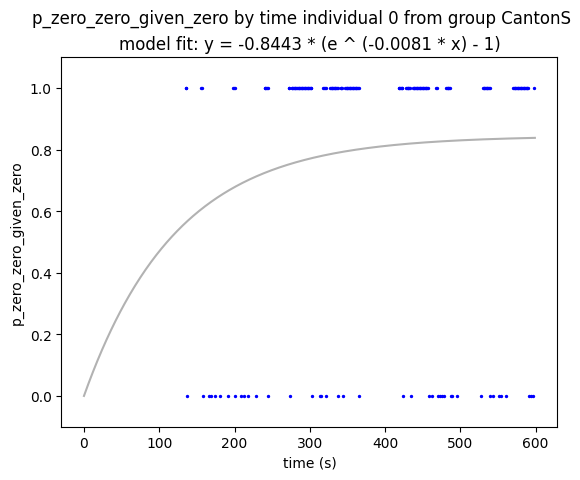 p_zero_zero_given_zero by time individual 0 from group CantonS
model fit: y = -0.8443 * (e ^ (-0.0081 * x) - 1)
1.0
0.8
0.6
0.4
0.2
0.0
p_zero_zero_given_zero
0 100 200 300 400 500 600
time (s)